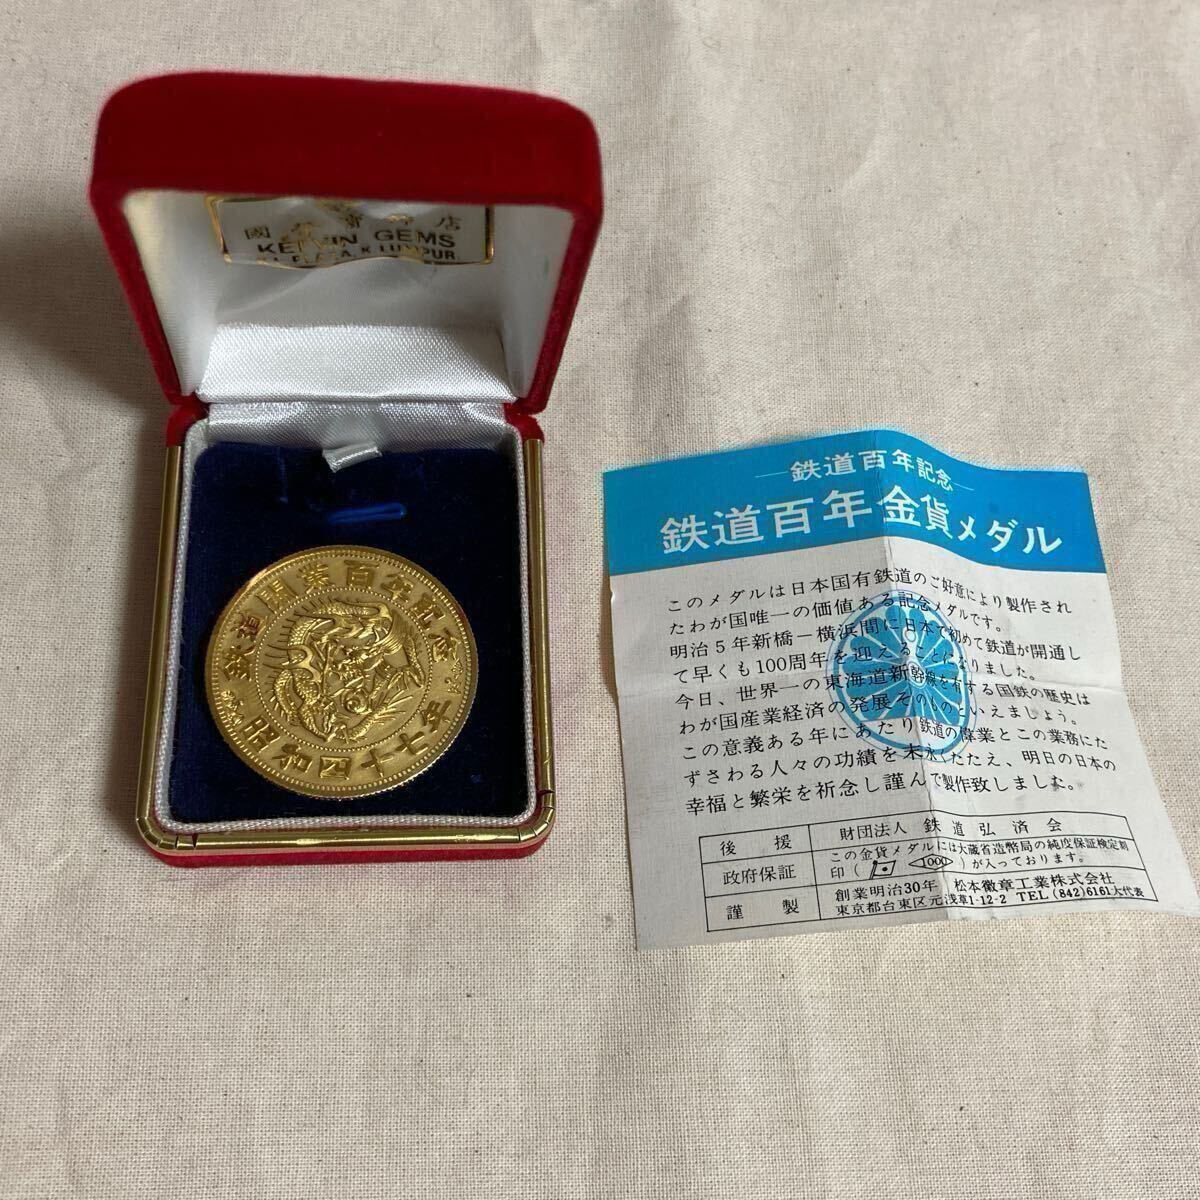 國 店
KELVIN GEMS
K.L. PLAZA, K LUMPUR.
鉄道開業百年記念
昭和四十七年
鉄道百年記念
鉄道百年金貨メダル
このメダルは日本国有鉄道のご好意により製作され
たわが国唯一の価値ある記念メダルです。
明治5年新橋－横浜間に日本で初めて鉄道が開通し
て早くも100周年を迎えることになりました。
今日、世界一の東海道新幹線を有する国鉄の歴史は
わが国産業経済の発展そのものといえましょう。
この意義ある年にあたり鉄道の偉業とこの業務にた
ずさわる人々の功績を末永くたたえ、明日の日本の
幸福と繁栄を祈念し謹んで製作致しました。
後援 財団法人 鉄道弘済会
政府保証 この金貨メダルには大蔵省造幣局の純度保証検定刻
印( 1000 )が入っております。
謹製 創業明治30年 松本徽章工業株式会社
東京都台東区元浅草1-12-2 TEL(842)6161大代表